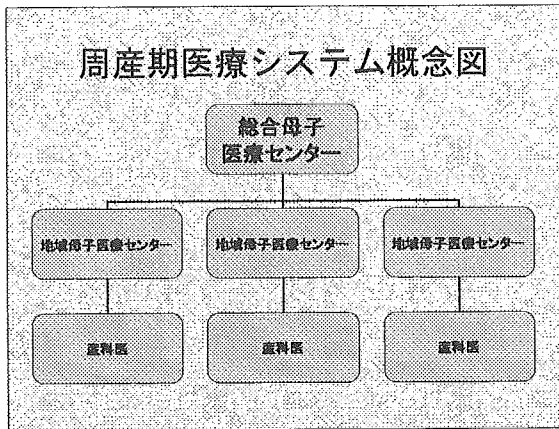 周産期医療システム概念図
総合母子
医療センター
地域母子医療センター
地域母子医療センター
地域母子医療センター
産科医
産科医
産科医